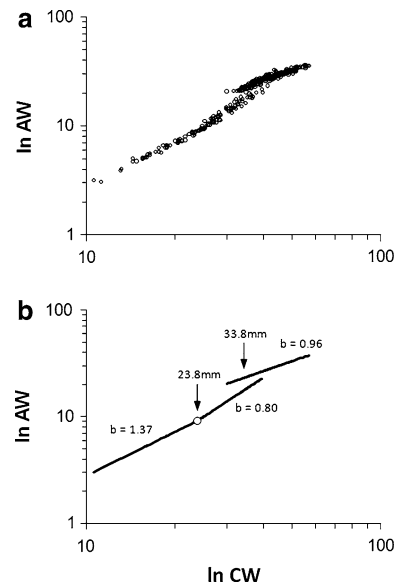 a
100
ln AW
10
1
10
100
b
100
33.8mm
b = 0.96
23.8mm
ln AW
10
b = 0.80
b = 1.37
1
10
100
ln CW